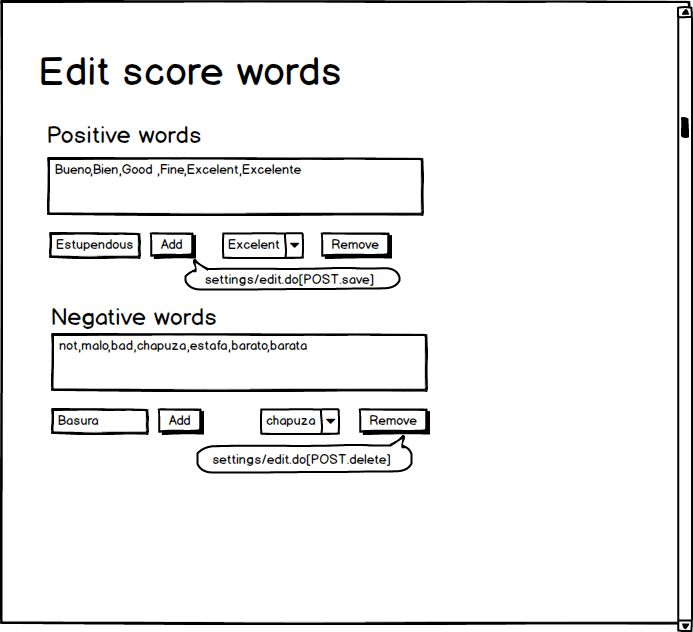 Edit score words
Positive words
Bueno,Bien,Good ,Fine,Excelent,Excelente
Estupendous Add Excelent Remove
settings/edit.do[POST.save]
Negative words
not,malo,bad,chapuza,estafa,barato,barata
Basura Add chapuza Remove
settings/edit.do[POST.delete]